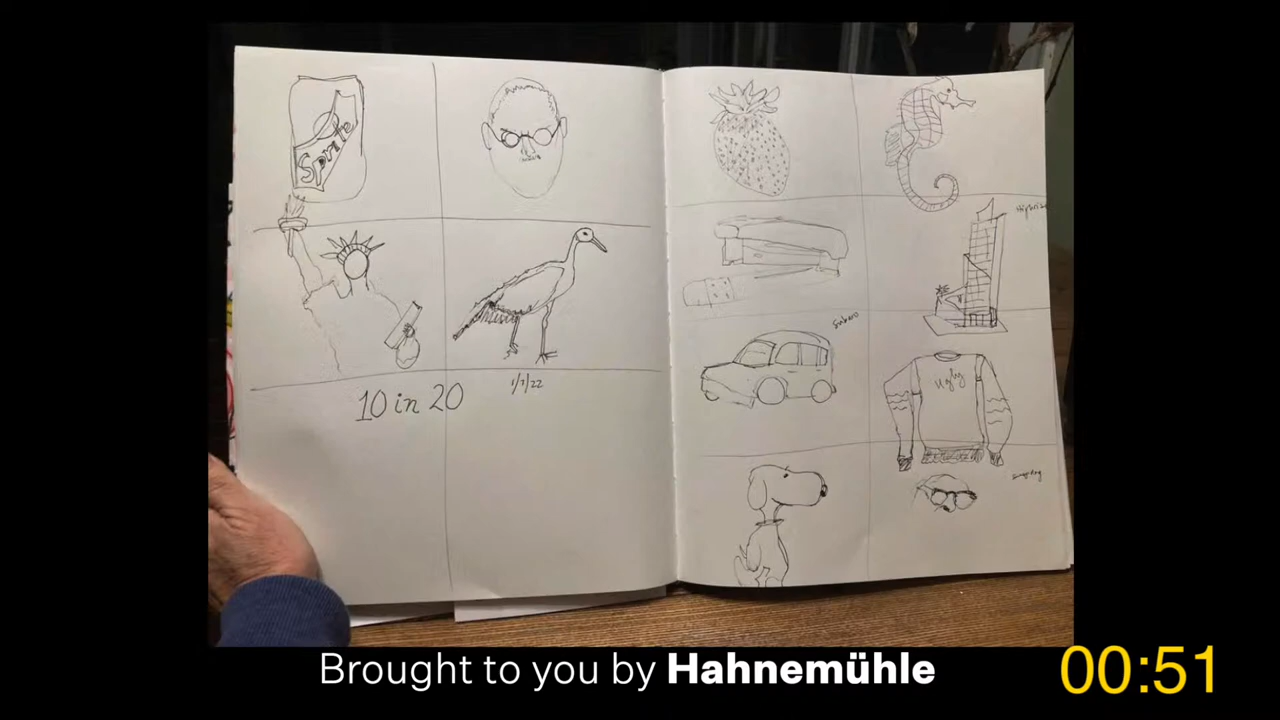 Sprite
1/7/22
10 in 20
Subaru
Ugly
Brought to you by Hahnemühle
00:51